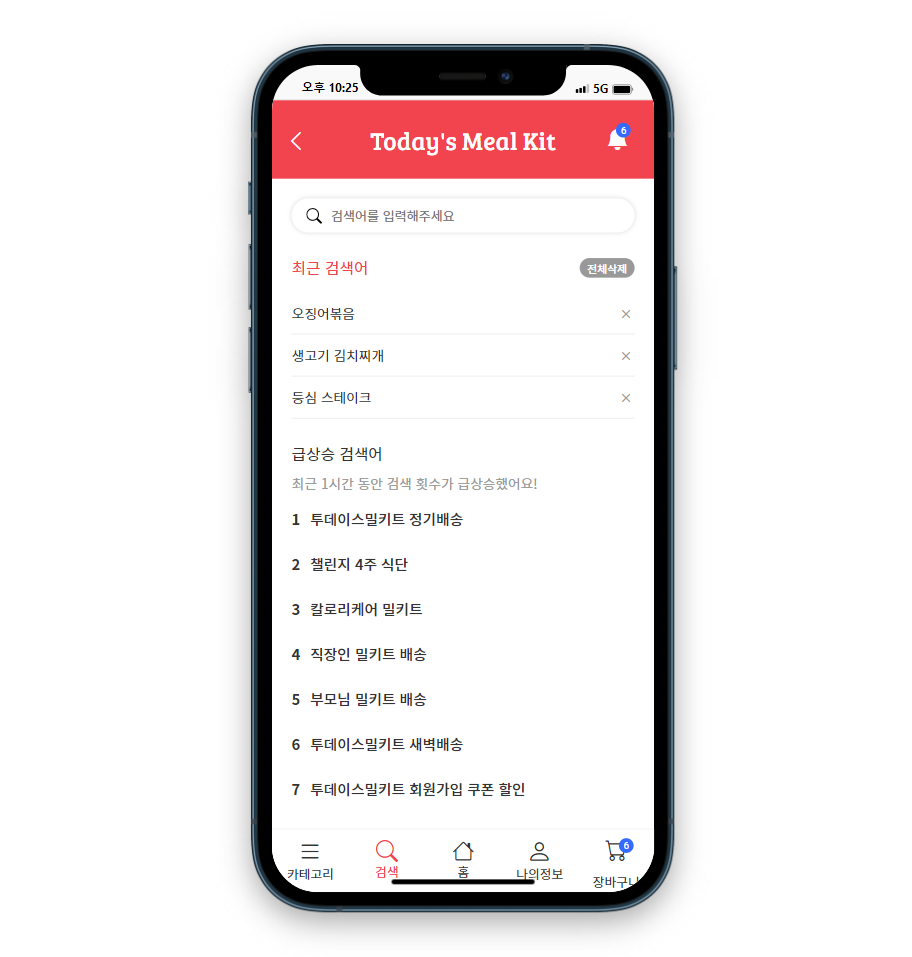 오후 10:25
5G
Today's Meal Kit
6
검색어를 입력해주세요
최근 검색어
전체삭제
오징어볶음
생고기 김치찌개
등심 스테이크
급상승 검색어
최근 1시간 동안 검색 횟수가 급상승했어요!
1 투데이스밀키트 정기배송
2 챌린지 4주 식단
3 칼로리케어 밀키트
4 직장인 밀키트 배송
5 부모님 밀키트 배송
6 투데이스밀키트 새벽배송
7 투데이스밀키트 회원가입 쿠폰 할인
6
카테고리
검색
홈
나의정보
장바구니